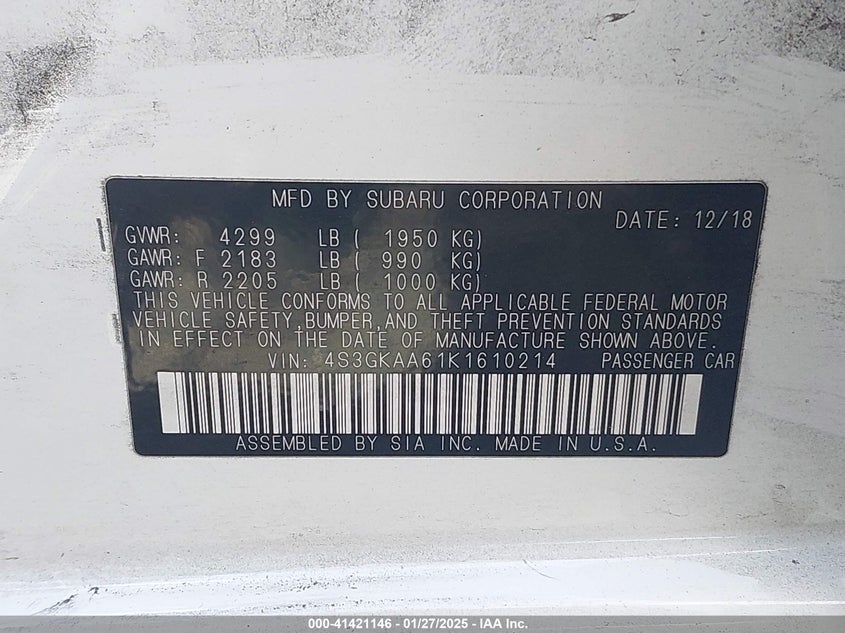 MFD BY SUBARU CORPORATION
DATE: 12/18
GVWR: 4299 LB ( 1950 KG)
GAWR: F 2183 LB ( 990 KG)
GAWR: R 2205 LB ( 1000 KG)
THIS VEHICLE CONFORMS TO ALL APPLICABLE FEDERAL MOTOR
VEHICLE SAFETY,BUMPER,AND THEFT PREVENTION STANDARDS
IN EFFECT ON THE DATE OF MANUFACTURE SHOWN ABOVE.
VIN: 4S3GKAA61K1610214 PASSENGER CAR
ASSEMBLED BY SIA INC. MADE IN U.S.A.
000-41421146 - 01/27/2025 - IAA Inc.